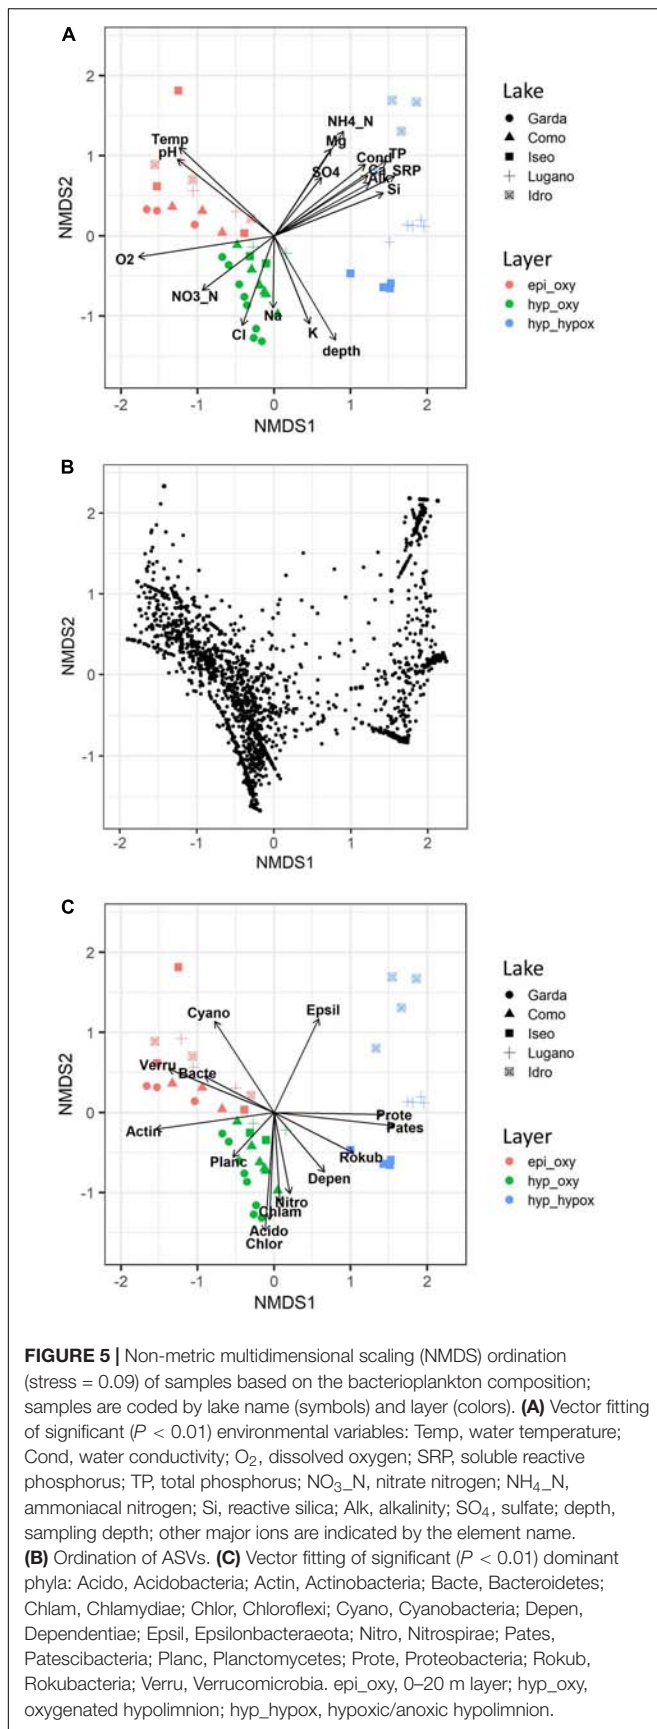 A
NMDS2
2
1
0
-1
-2
-1
0
1
2
NMDS1
Temp
pH
O2
NO3_N
Cl
Na
K
depth
NH4_N
Mg
SO4
Cond
TP
Ca
SRP
Alk
Si
Lake
Garda
Como
Iseo
Lugano
Idro
Layer
epi_oxy
hyp_oxy
hyp_hypox
B
NMDS2
2
1
0
-1
-2
-1
0
1
2
NMDS1
C
NMDS2
2
1
0
-1
-2
-1
0
1
2
NMDS1
Cyano
Epsil
Verru
Bacte
Actin
Planc
Prote
Pates
Rokub
Depen
Nitro
Chlam
Acido
Chlor
Lake
Garda
Como
Iseo
Lugano
Idro
Layer
epi_oxy
hyp_oxy
hyp_hypox
FIGURE 5 | Non-metric multidimensional scaling (NMDS) ordination
(stress = 0.09) of samples based on the bacterioplankton composition;
samples are coded by lake name (symbols) and layer (colors). (A) Vector fitting
of significant (P < 0.01) environmental variables: Temp, water temperature;
Cond, water conductivity; O2, dissolved oxygen; SRP, soluble reactive
phosphorus; TP, total phosphorus; NO3_N, nitrate nitrogen; NH4_N,
ammoniacal nitrogen; Si, reactive silica; Alk, alkalinity; SO4, sulfate; depth,
sampling depth; other major ions are indicated by the element name.
(B) Ordination of ASVs. (C) Vector fitting of significant (P < 0.01) dominant
phyla: Acido, Acidobacteria; Actin, Actinobacteria; Bacte, Bacteroidetes;
Chlam, Chlamydiae; Chlor, Chloroflexi; Cyano, Cyanobacteria; Depen,
Dependentiae; Epsil, Epsilonbacteraeota; Nitro, Nitrospirae; Pates,
Patescibacteria; Planc, Planctomycetes; Prote, Proteobacteria; Rokub,
Rokubacteria; Verru, Verrucomicrobia. epi_oxy, 0–20 m layer; hyp_oxy,
oxygenated hypolimnion; hyp_hypox, hypoxic/anoxic hypolimnion.